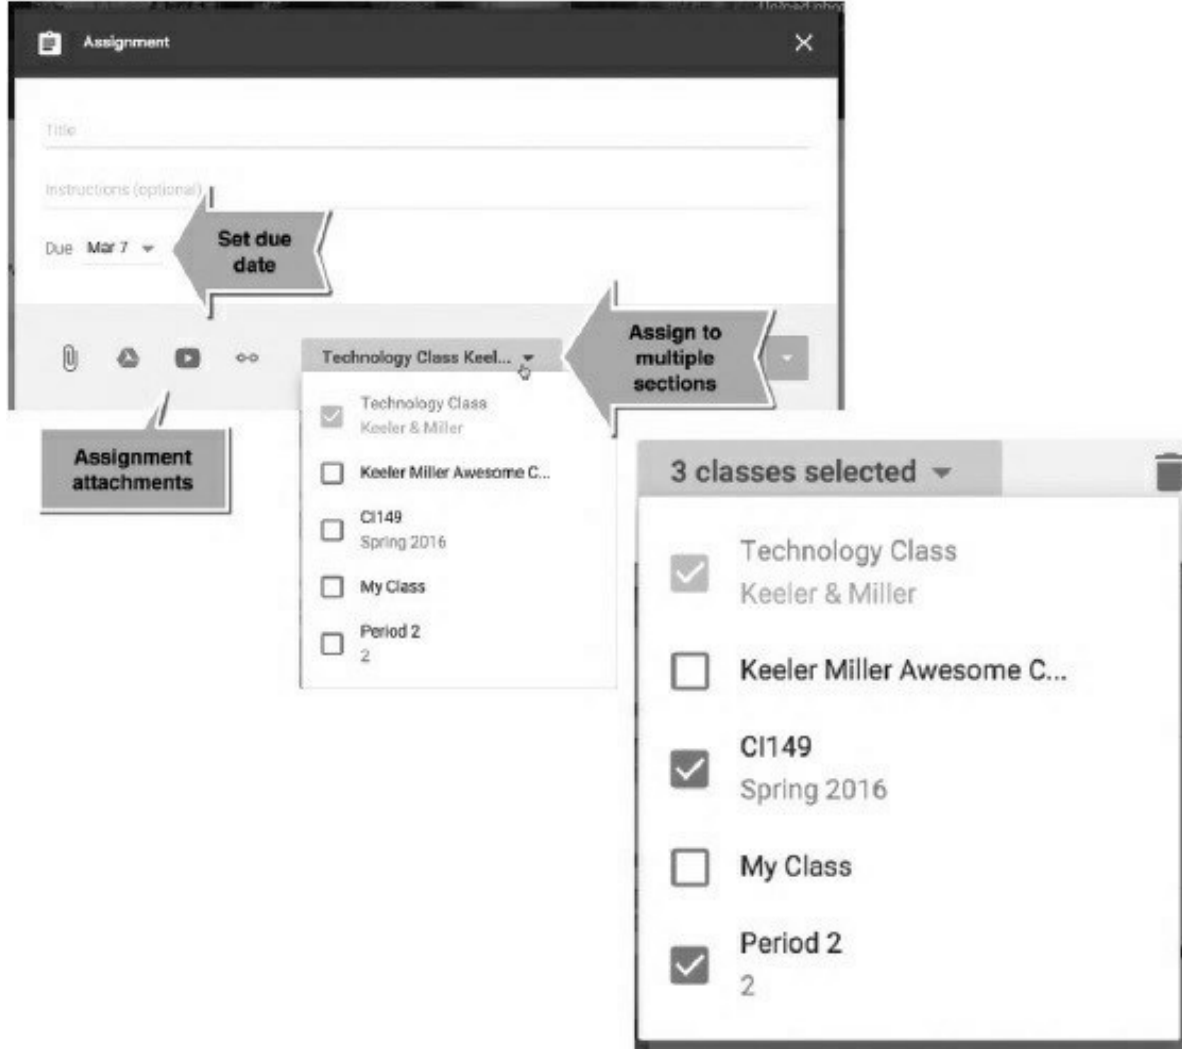 Assignment
Title
Instructions (optional)
Due Mar 7
Set due
date
Assign to
multiple
sections
Technology Class Keel...
Technology Class
Keeler & Miller
Keeler Miller Awesome C...
CI149
Spring 2016
My Class
Period 2
2
Assignment
attachments
3 classes selected
Technology Class
Keeler & Miller
Keeler Miller Awesome C...
CI149
Spring 2016
My Class
Period 2
2